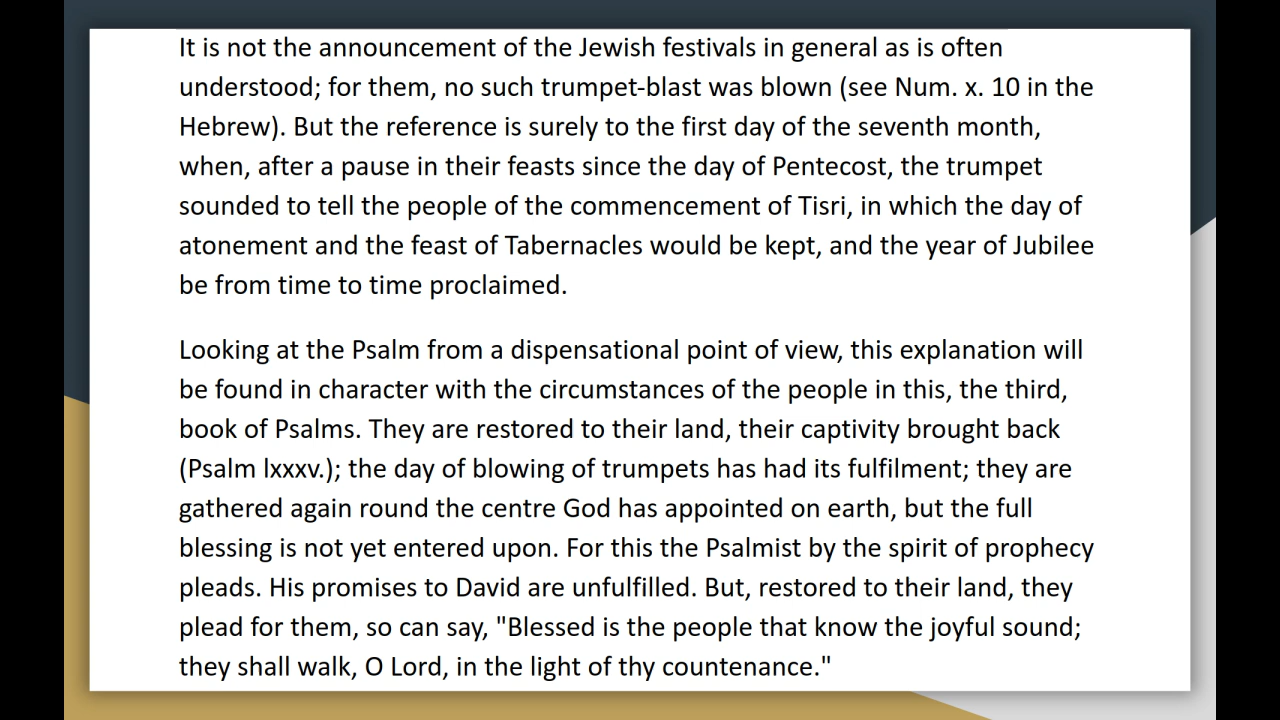 It is not the announcement of the Jewish festivals in general as is often
understood; for them, no such trumpet-blast was blown (see Num. x. 10 in the
Hebrew). But the reference is surely to the first day of the seventh month,
when, after a pause in their feasts since the day of Pentecost, the trumpet
sounded to tell the people of the commencement of Tisri, in which the day of
atonement and the feast of Tabernacles would be kept, and the year of Jubilee
be from time to time proclaimed.
Looking at the Psalm from a dispensational point of view, this explanation will
be found in character with the circumstances of the people in this, the third,
book of Psalms. They are restored to their land, their captivity brought back
(Psalm lxxxv.); the day of blowing of trumpets has had its fulfilment; they are
gathered again round the centre God has appointed on earth, but the full
blessing is not yet entered upon. For this the Psalmist by the spirit of prophecy
pleads. His promises to David are unfulfilled. But, restored to their land, they
plead for them, so can say, "Blessed is the people that know the joyful sound;
they shall walk, O Lord, in the light of thy countenance."